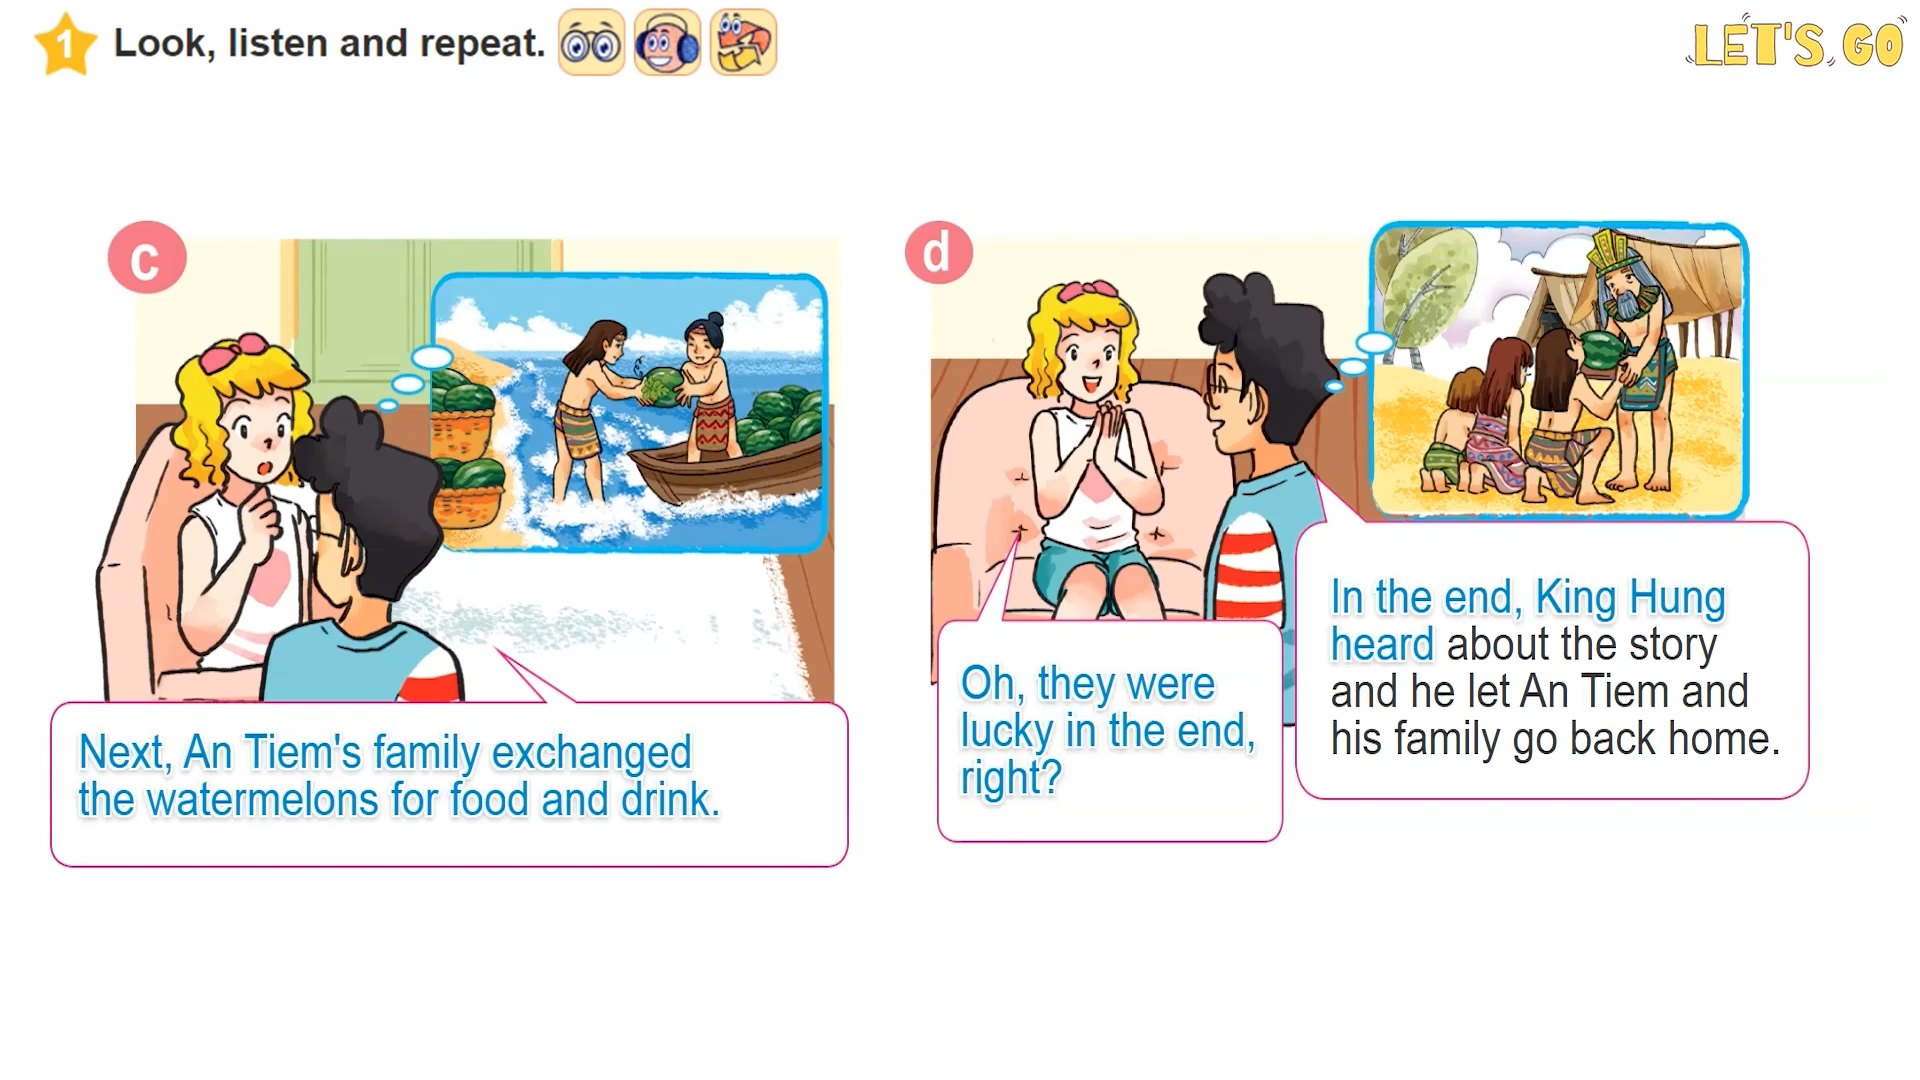 1 Look, listen and repeat.
LET'S GO
c
Next, An Tiem's family exchanged
the watermelons for food and drink.
d
Oh, they were
lucky in the end,
right?
In the end, King Hung
heard about the story
and he let An Tiem and
his family go back home.